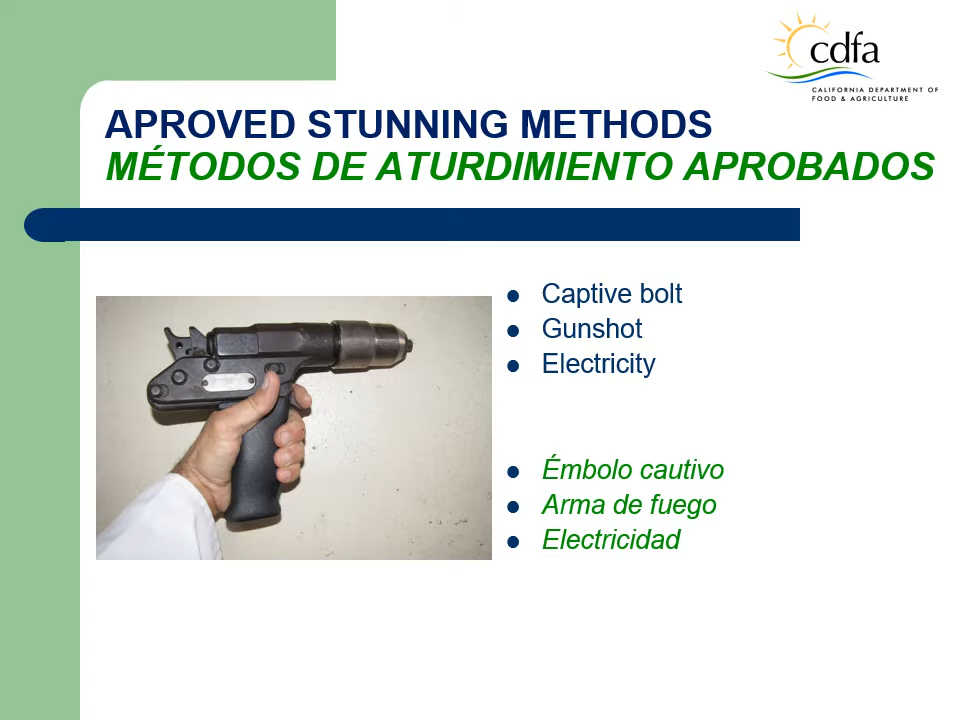 cdfa
CALIFORNIA DEPARTMENT OF
FOOD & AGRICULTURE
APROVED STUNNING METHODS
MÉTODOS DE ATURDIMIENTO APROBADOS
Captive bolt
Gunshot
Electricity
Émbolo cautivo
Arma de fuego
Electricidad